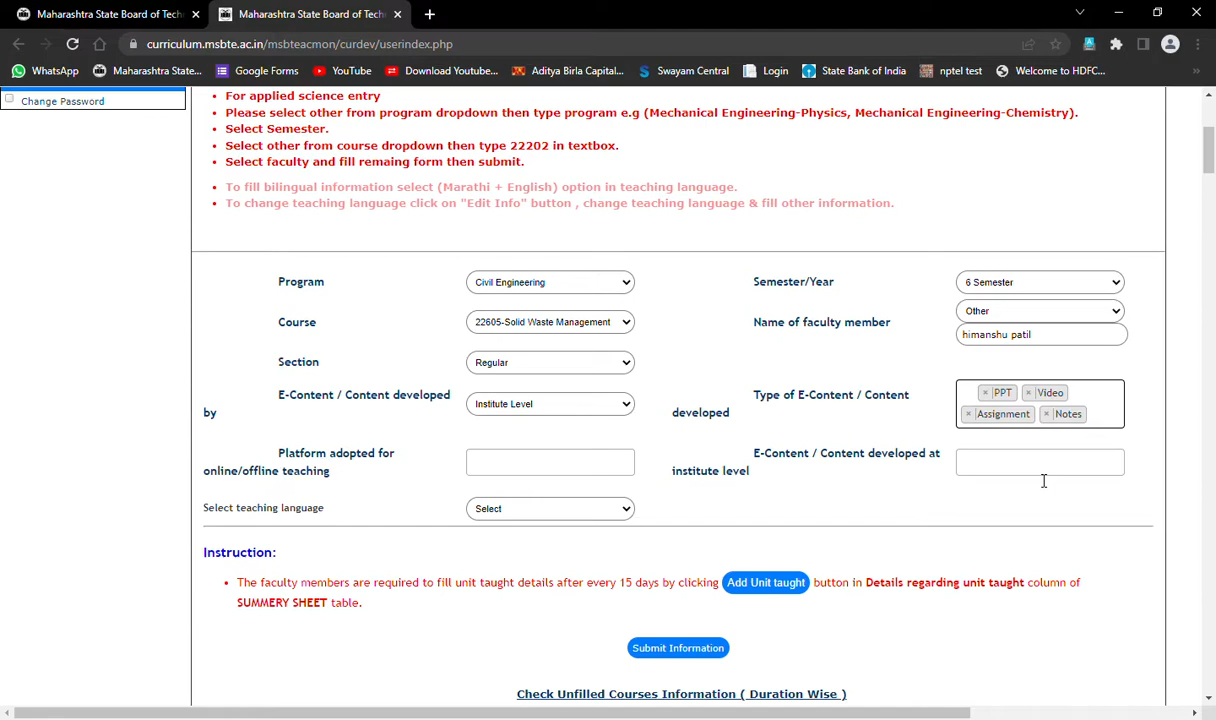 Maharashtra State Board of Tech
Maharashtra State Board of Tech
curriculum.msbte.ac.in/msbteacmon/curdev/userindex.php
WhatsApp
Maharashtra State...
Google Forms
YouTube
Download Youtube...
Aditya Birla Capital...
Swayam Central
Login
State Bank of India
nptel test
Welcome to HDFC...
Change Password
For applied science entry
Please select other from program dropdown then type program e.g (Mechanical Engineering-Physics, Mechanical Engineering-Chemistry).
Select Semester.
Select other from course dropdown then type 22202 in textbox.
Select faculty and fill remaing form then submit.
To fill bilingual information select (Marathi + English) option in teaching language.
To change teaching language click on "Edit Info" button , change teaching language & fill other information.
Program
Civil Engineering
Semester/Year
6 Semester
Course
22605-Solid Waste Management
Name of faculty member
Other
himanshu patil
Section
Regular
E-Content / Content developed
by
Institute Level
Type of E-Content / Content
developed
× PPT × Video
× Assignment × Notes
Platform adopted for
online/offline teaching
E-Content / Content developed at
institute level
Select teaching language
Select
Instruction:
The faculty members are required to fill unit taught details after every 15 days by clicking Add Unit taught button in Details regarding unit taught column of
SUMMERY SHEET table.
Submit Information
Check Unfilled Courses Information ( Duration Wise )